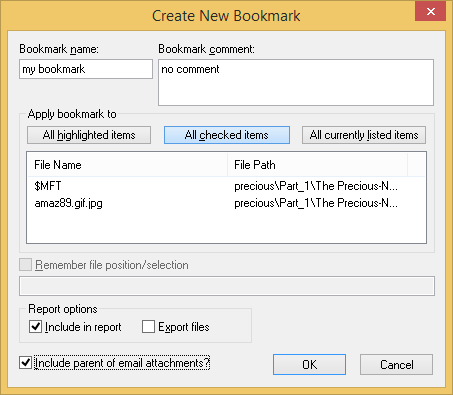 Create New Bookmark
Bookmark name:
Bookmark comment:
my bookmark
no comment
Apply bookmark to
All highlighted items
All checked items
All currently listed items
File Name
File Path
$MFT
precious\Part_1\The Precious-N...
amaz89.gif.jpg
precious\Part_1\The Precious-N...
Remember file position/selection
Report options
Include in report
Export files
Include parent of email attachments?
OK
Cancel